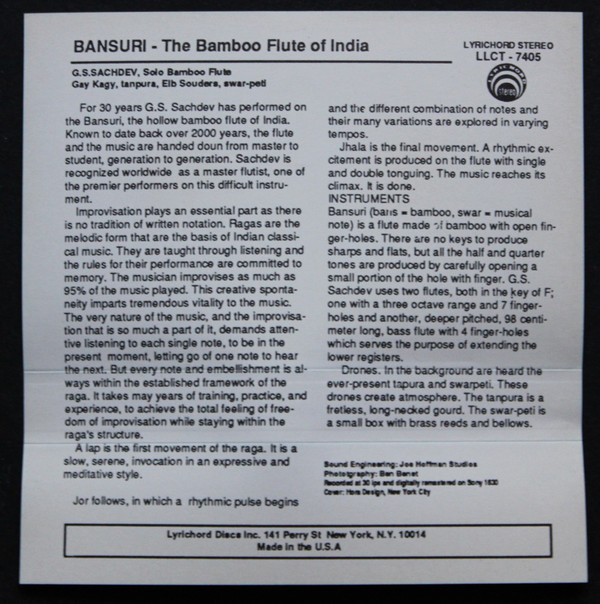 BANSURI - The Bamboo Flute of India
LYRICHORD STEREO
LLCT - 7405
G.S.SACHDEV, Solo Bamboo Flute
Gay Kagy, tanpura, Elb Souders, swar-peti
stereo
For 30 years G.S. Sachdev has performed on
the Bansuri, the hollow bamboo flute of India.
Known to date back over 2000 years, the flute
and the music are handed doun from master to
student, generation to generation. Sachdev is
recognized worldwide as a master flutist, one of
the premier performers on this difficult instru-
ment.
Improvisation plays an essential part as there
is no tradition of written notation. Ragas are the
melodic form that are the basis of Indian classi-
cal music. They are taught through listening and
the rules for their performance are committed to
memory. The musician improvises as much as
95% of the music played. This creative sponta-
neity imparts tremendous vitality to the music.
The very nature of the music, and the improvisa-
tion that is so much a part of it, demands atten-
tive listening to each single note, to be in the
present moment, letting go of one note to hear
the next. But every note and embellishment is al-
ways within the established framework of the
raga. It takes may years of training, practice, and
experience, to achieve the total feeling of free-
dom of improvisation while staying within the
raga's structure.
A lap is the first movement of the raga. It is a
slow, serene, invocation in an expressive and
meditative style.
Jor follows, in which a rhythmic pulse begins
and the different combination of notes and
their many variations are explored in varying
tempos.
Jhala is the final movement. A rhythmic ex-
citement is produced on the flute with single
and double tonguing. The music reaches its
climax. It is done.
INSTRUMENTS
Bansuri (bans = bamboo, swar = musical
note) is a flute made of bamboo with open fin-
ger-holes. There are no keys to produce
sharps and flats, but all the half and quarter
tones are produced by carefully opening a
small portion of the hole with finger. G.S.
Sachdev uses two flutes, both in the key of F;
one with a three octave range and 7 finger-
holes and another, deeper pitched, 98 centi-
meter long, bass flute with 4 finger-holes
which serves the purpose of extending the
lower registers.
Drones. In the background are heard the
ever-present tapura and swarpeti. These
drones create atmosphere. The tanpura is a
fretless, long-necked gourd. The swar-peti is
a small box with brass reeds and bellows.
Sound Engineering: Joe Hoffman Studios
Photography: Ben Benet
Recorded at 30 ips and digitally remastered on Sony 1630
Cover: Hora Design, New York City
Lyrichord Discs Inc. 141 Perry St New York, N.Y. 10014
Made in the U.S.A